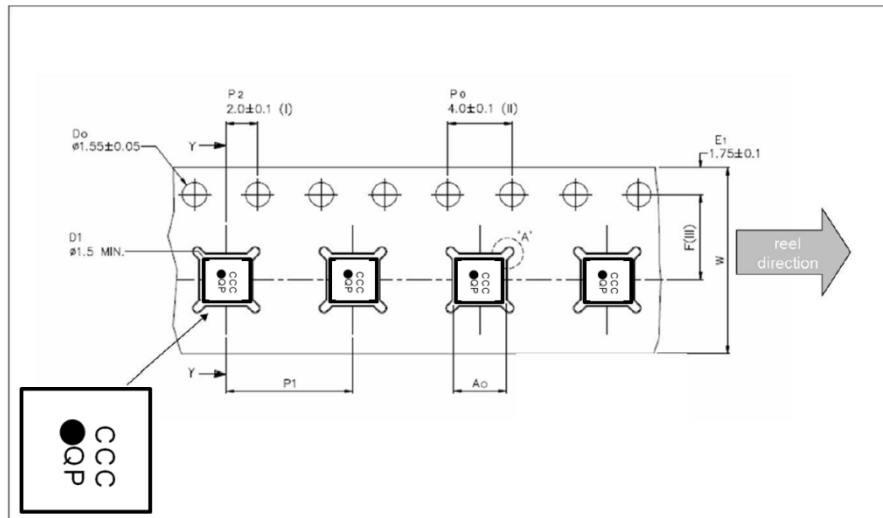 P2
2.0±0.1 (I)
Po
4.0±0.1 (II)
Do
ø1.55±0.05
Y
E1
1.75±0.1
D1
ø1.5 MIN.
"A"
F(III)
W
reel
direction
CCC
●QP
CCC
●QP
CCC
●QP
CCC
●QP
Y
P1
Ao
CCC
●QP